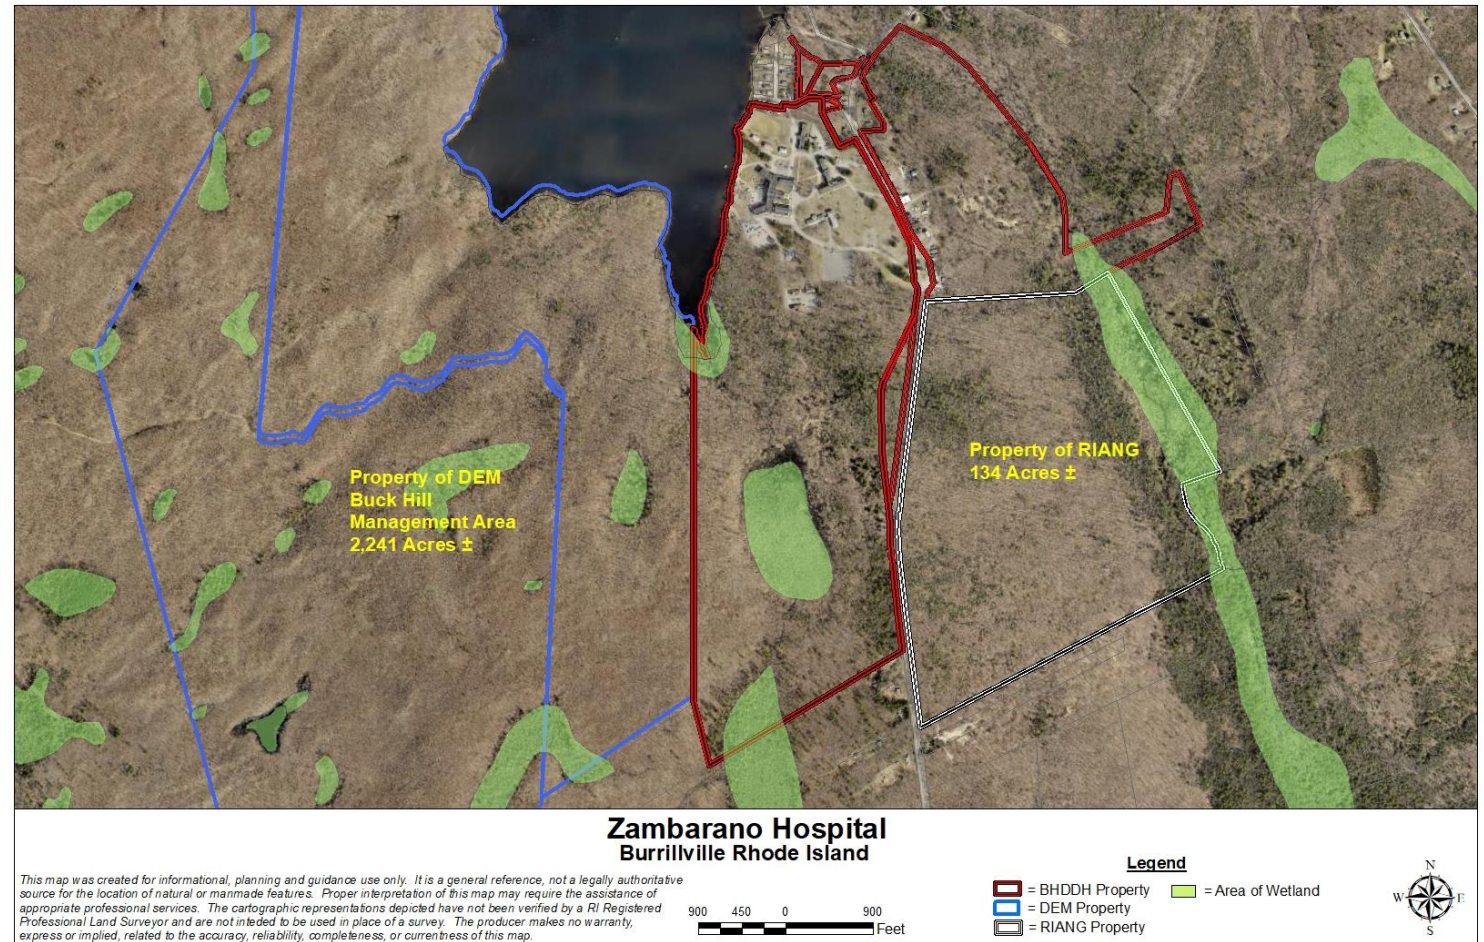 Property of RIANG
134 Acres ±
Property of DEM
Buck Hill
Management Area
2,241 Acres ±
Zambarano Hospital
Burrillville Rhode Island
This map was created for informational, planning and guidance use only. It is a general reference, not a legally authoritative
source for the location of natural or manmade features. Proper interpretation of this map may require the assistance of
appropriate professional services. The cartographic representations depicted have not been verified by a RI Registered
Professional Land Surveyor and are not inteded to be used in place of a survey. The producer makes no warranty,
express or implied, related to the accuracy, reliablility, completeness, or currentness of this map.
900 450 0 900
Feet
Legend
= BHDDH Property
= DEM Property
= RIANG Property
= Area of Wetland
N
W E
S